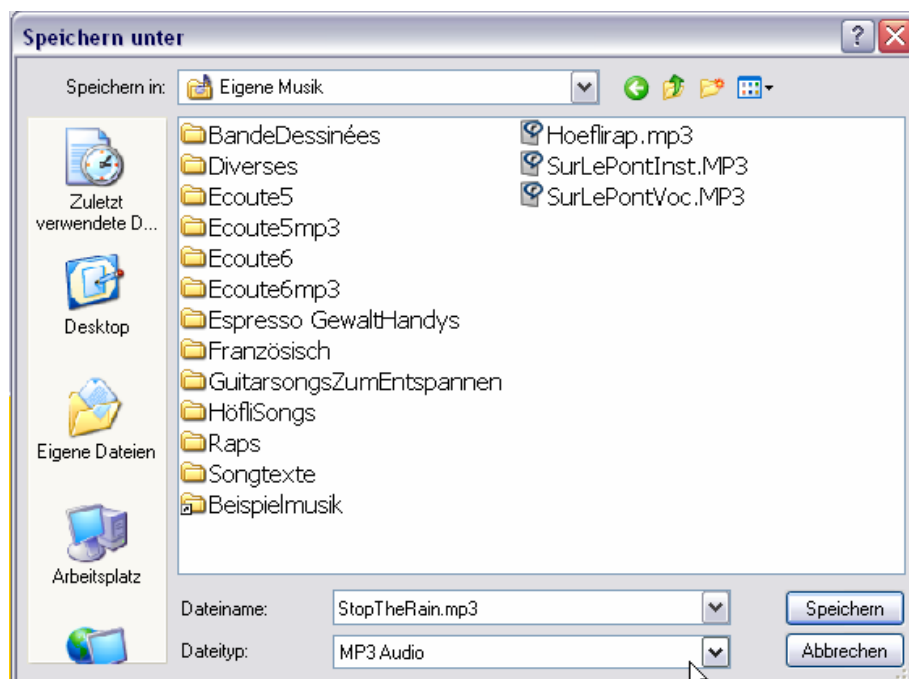 Speichern unter
Speichern in: Eigene Musik
Zuletzt
verwendete D...
Desktop
Eigene Dateien
Arbeitsplatz
BandeDessinées
Diverses
Ecoute5
Ecoute5mp3
Ecoute6
Ecoute6mp3
Espresso GewaltHandys
Französisch
GuitarsongsZumEntspannen
HöfliSongs
Raps
Songtexte
Beispielmusik
Hoeflirap.mp3
SurLePontInst.MP3
SurLePontVoc.MP3
Dateiname: StopTheRain.mp3 Speichern
Dateityp: MP3 Audio Abbrechen